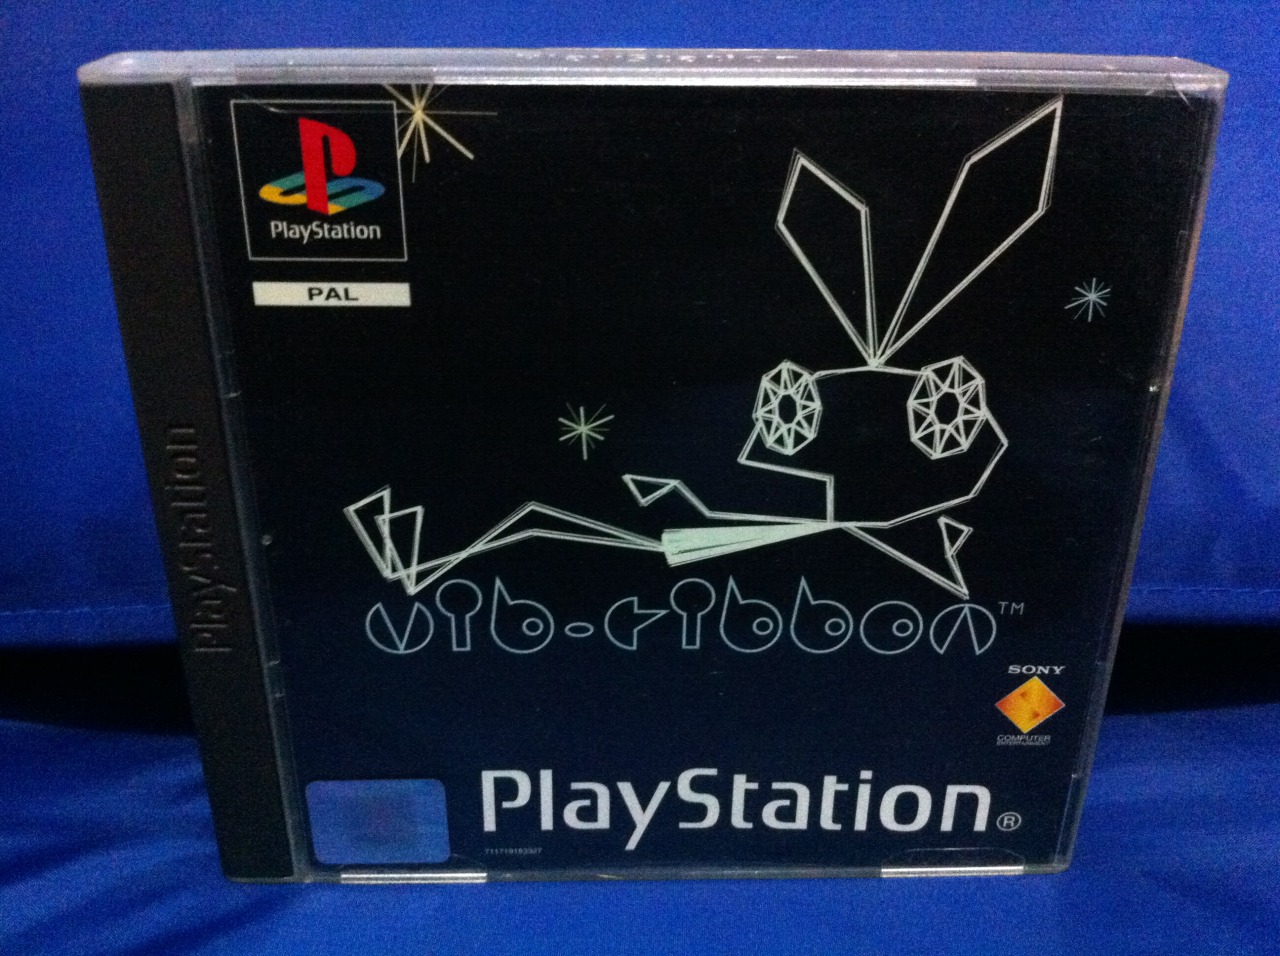 PlayStation
PAL
PlayStation
vib-ribbon™
SONY
COMPUTER
ENTERTAINMENT
PlayStation®